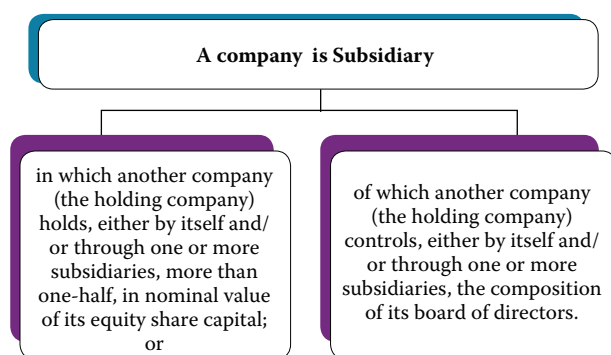 A company is Subsidiary
in which another company
(the holding company)
holds, either by itself and/
or through one or more
subsidiaries, more than
one-half, in nominal value
of its equity share capital;
or
of which another company
(the holding company)
controls, either by itself and/
or through one or more
subsidiaries, the composition
of its board of directors.